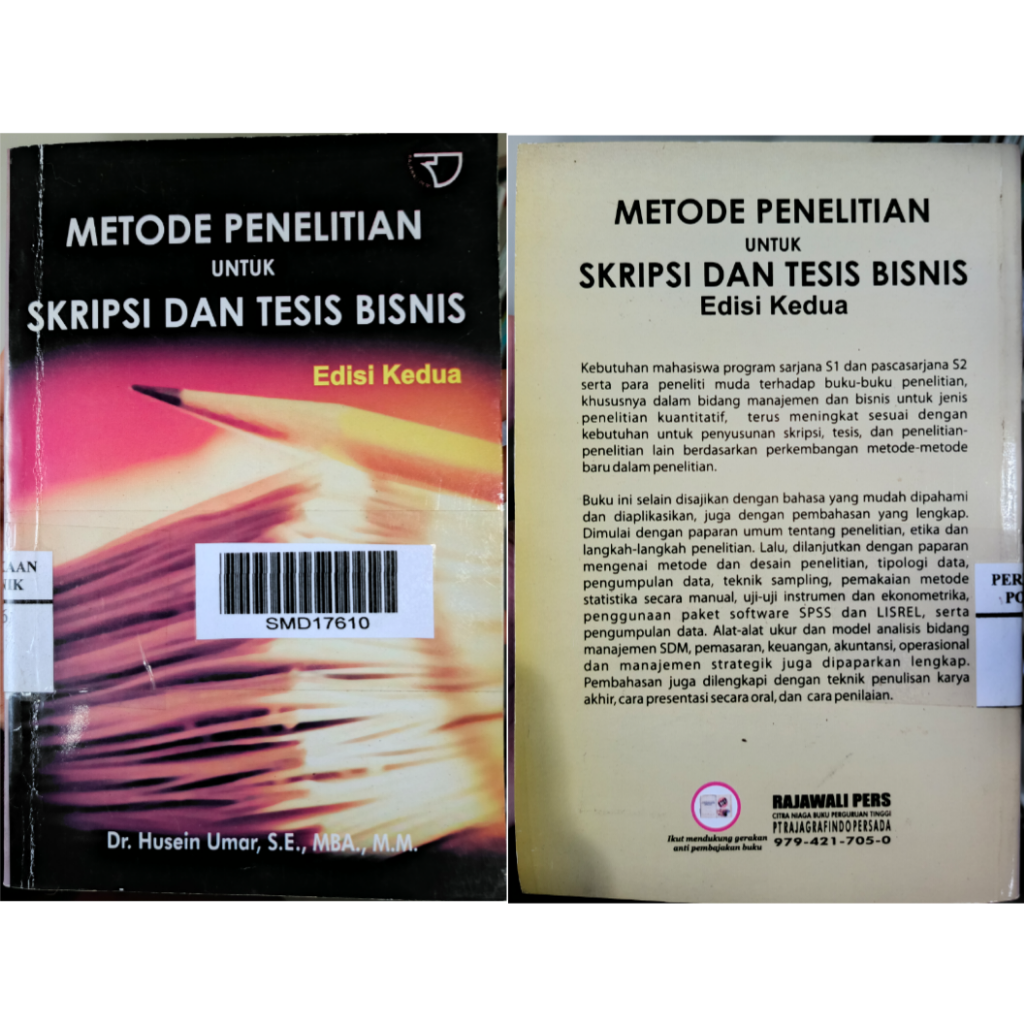 METODE PENELITIAN
UNTUK
SKRIPSI DAN TESIS BISNIS
Edisi Kedua
SMD17610
Dr. Husein Umar, S.E., MBA., M.M.
METODE PENELITIAN
UNTUK
SKRIPSI DAN TESIS BISNIS
Edisi Kedua
Kebutuhan mahasiswa program sarjana S1 dan pascasarjana S2
serta para peneliti muda terhadap buku-buku penelitian,
khususnya dalam bidang manajemen dan bisnis untuk jenis
penelitian kuantitatif, terus meningkat sesuai dengan
kebutuhan untuk penyusunan skripsi, tesis, dan penelitian-
penelitian lain berdasarkan perkembangan metode-metode
baru dalam penelitian.
Buku ini selain disajikan dengan bahasa yang mudah dipahami
dan diaplikasikan, juga dengan pembahasan yang lengkap.
Dimulai dengan paparan umum tentang penelitian, etika dan
langkah-langkah penelitian. Lalu, dilanjutkan dengan paparan
mengenai metode dan desain penelitian, tipologi data,
pengumpulan data, teknik sampling, pemakaian metode
statistika secara manual, uji-uji instrumen dan ekonometrika,
penggunaan paket software SPSS dan LISREL, serta
pengumpulan data. Alat-alat ukur dan model analisis bidang
manajemen SDM, pemasaran, keuangan, akuntansi, operasional
dan manajemen strategik juga dipaparkan lengkap.
Pembahasan juga dilengkapi dengan teknik penulisan karya
akhir, cara presentasi secara oral, dan cara penilaian.
PER
PO
Ikut mendukung gerakan
anti pembajakan buku
RAJAWALI PERS
CITRA NIAGA BUKU PERGURUAN TINGGI
PT RAJAGRAFINDO PERSADA
979-421-705-0